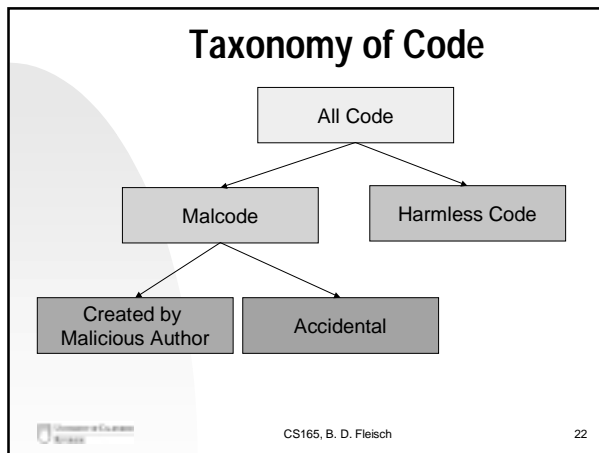 Taxonomy of Code
All Code
Malcode
Harmless Code
Created by
Malicious Author
Accidental
CS165, B. D. Fleisch
22